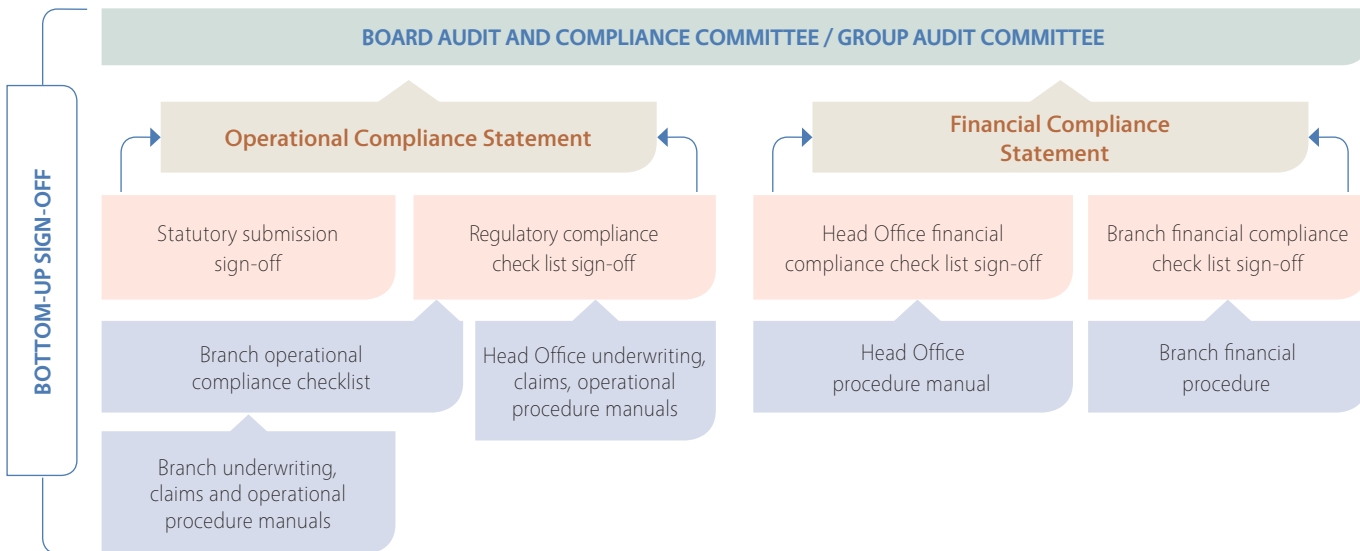 BOARD AUDIT AND COMPLIANCE COMMITTEE / GROUP AUDIT COMMITTEE
BOTTOM-UP SIGN-OFF
Operational Compliance Statement
Financial Compliance
Statement
Statutory submission
sign-off
Regulatory compliance
check list sign-off
Head Office financial
compliance check list sign-off
Branch financial compliance
check list sign-off
Branch operational
compliance checklist
Head Office underwriting,
claims, operational
procedure manuals
Head Office
procedure manual
Branch financial
procedure
Branch underwriting,
claims and operational
procedure manuals